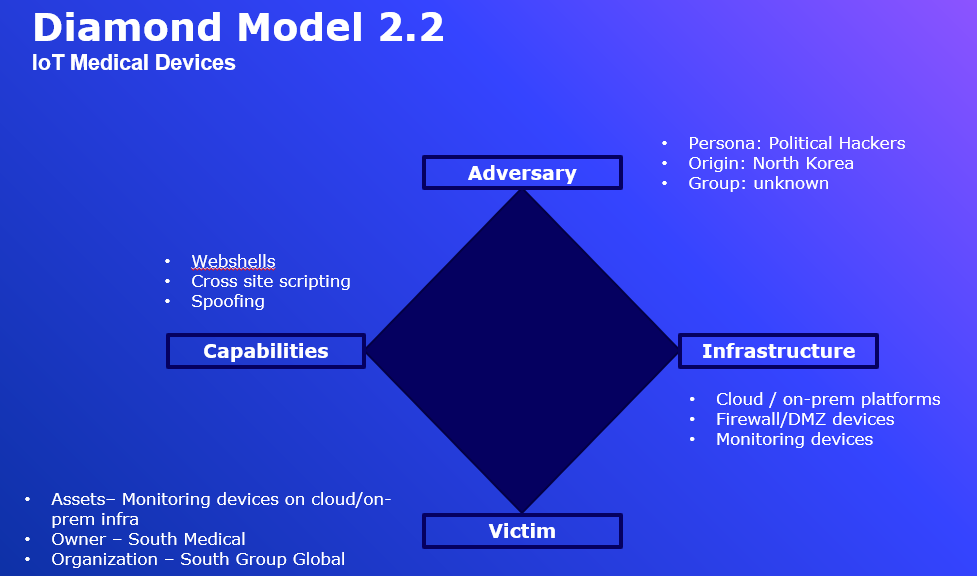 Diamond Model 2.2
IoT Medical Devices
• Persona: Political Hackers
• Origin: North Korea
• Group: unknown
Adversary
• Webshells
• Cross site scripting
• Spoofing
Capabilities
Infrastructure
• Cloud / on-prem platforms
• Firewall/DMZ devices
• Monitoring devices
• Assets– Monitoring devices on cloud/on-
prem infra
• Owner – South Medical
• Organization – South Group Global
Victim